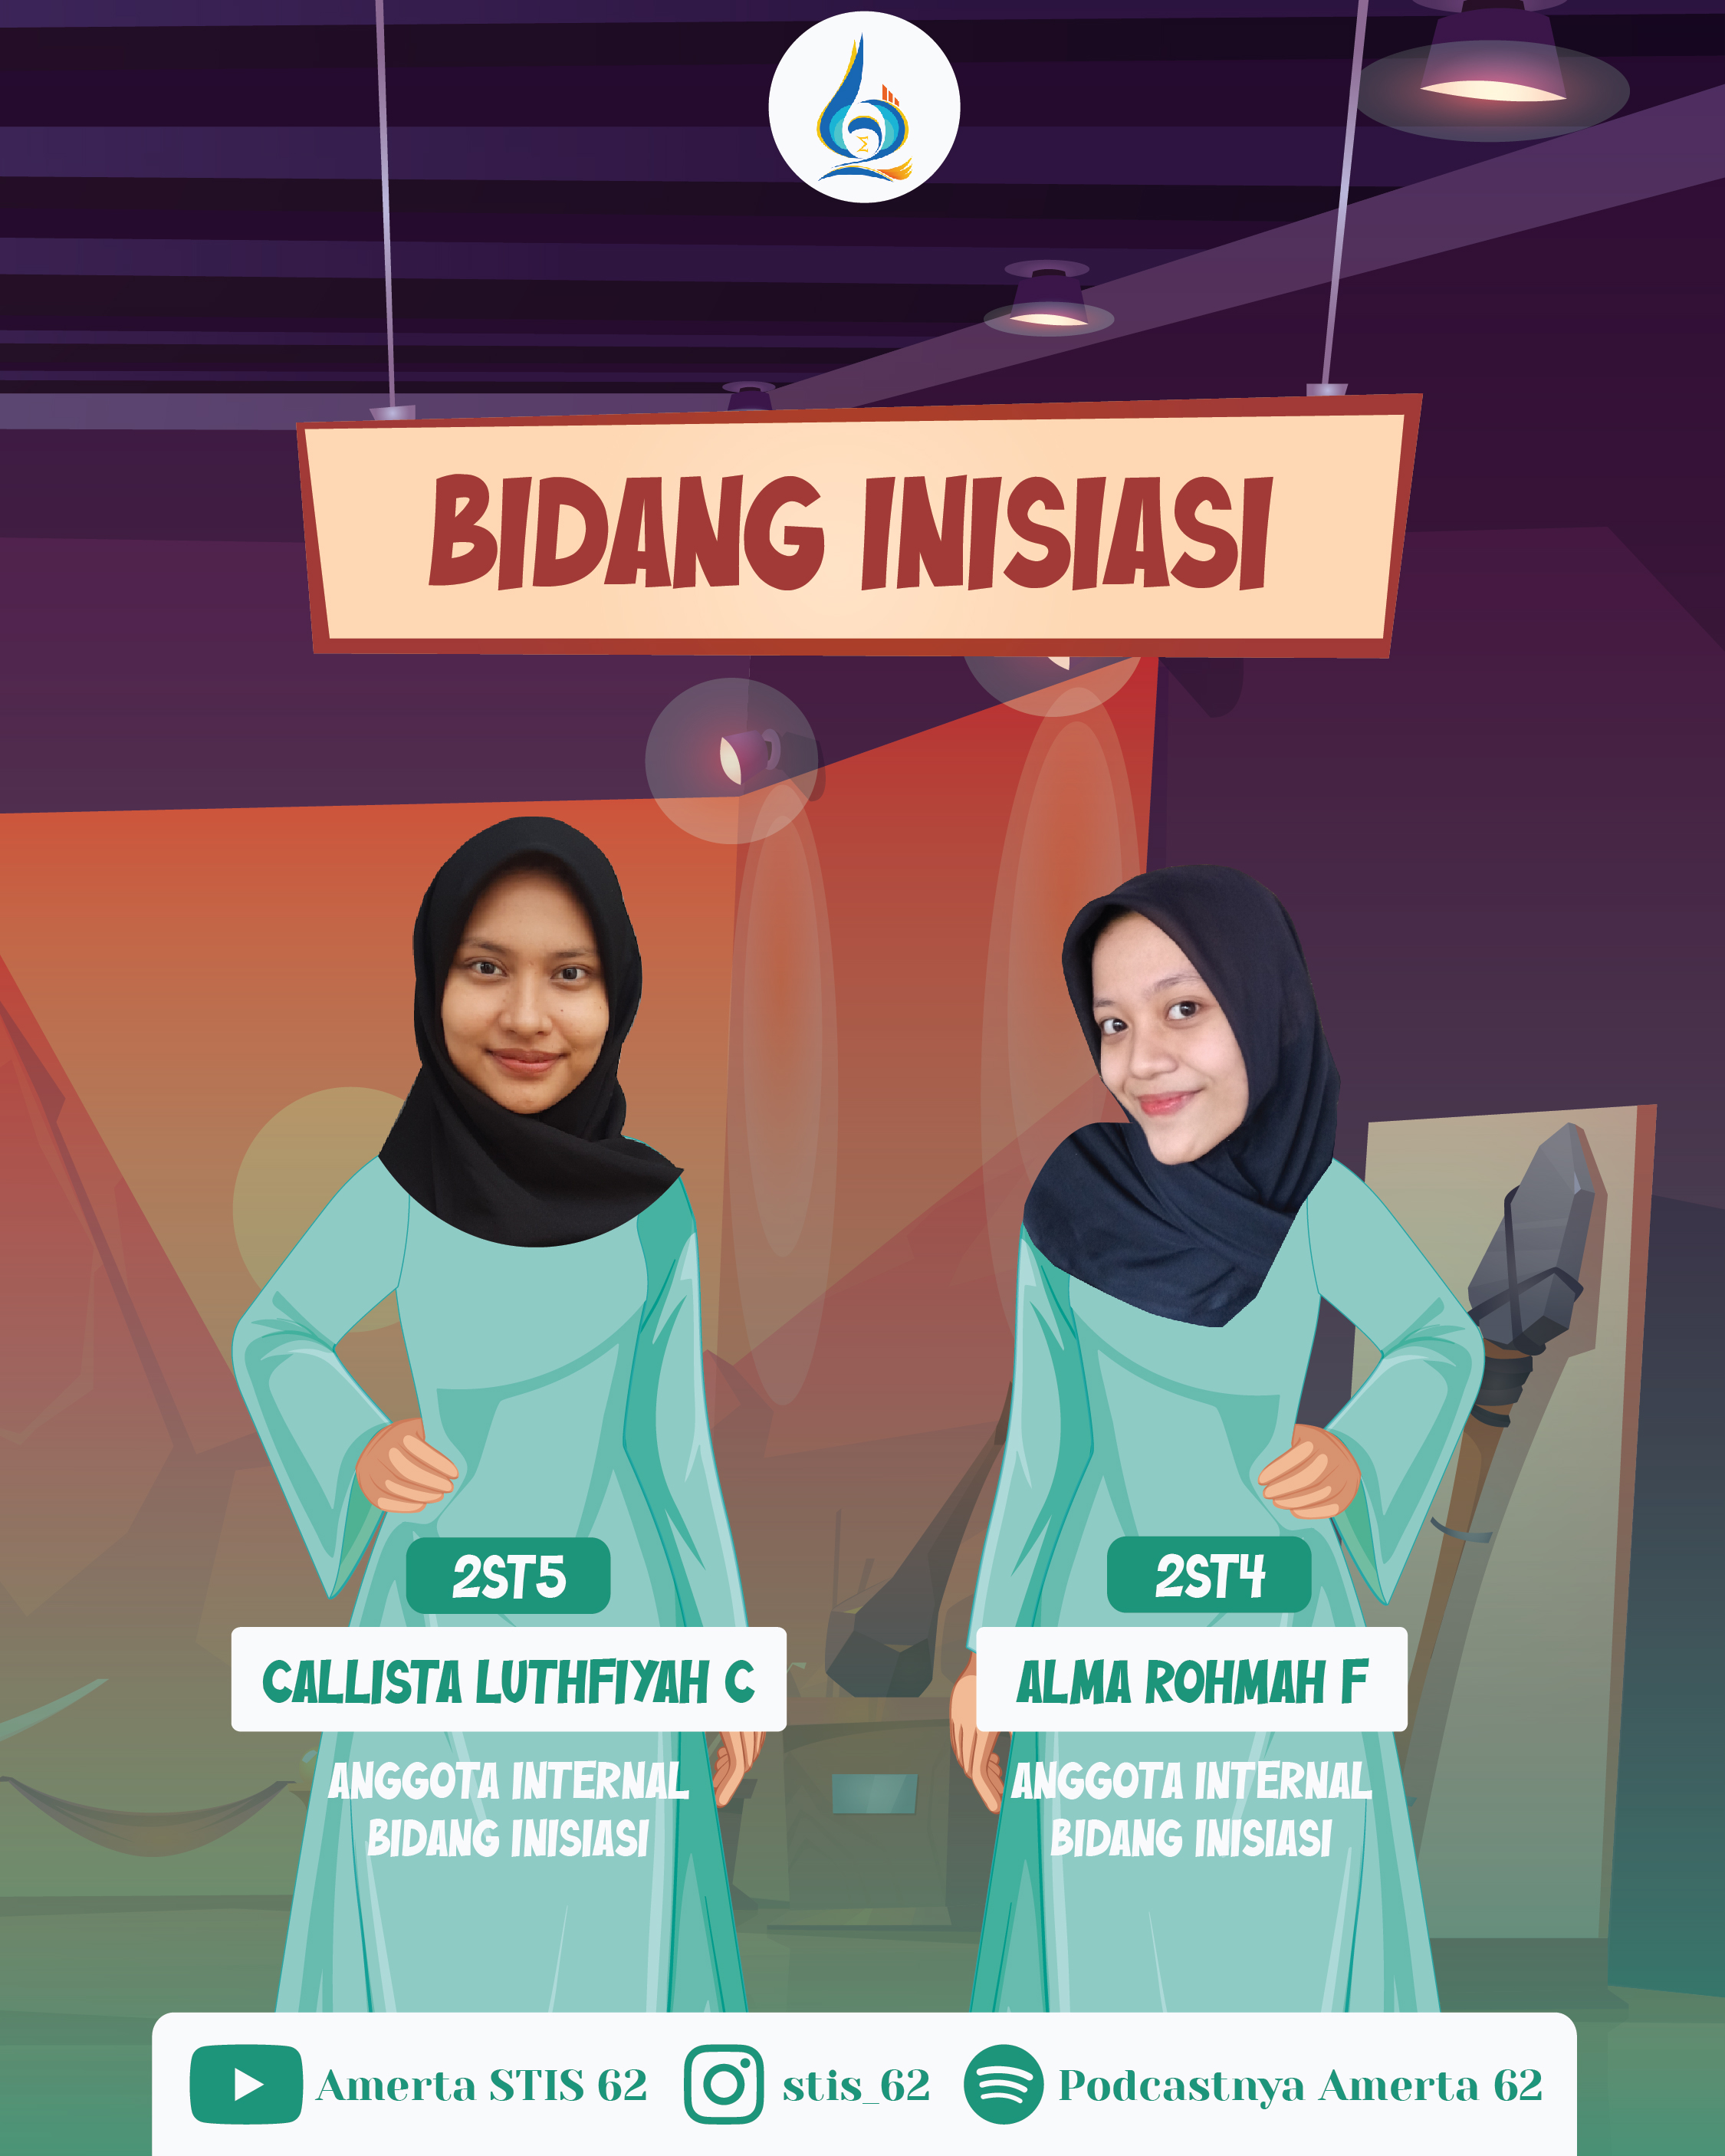 BIDANG INISIASI
2ST5
CALLISTA LUTHFIYAH C
ANGGOTA INTERNAL
BIDANG INISIASI
2ST4
ALMA ROHMAH F
ANGGOTA INTERNAL
BIDANG INISIASI
Amerta STIS 62
stis_62
Podcastnya Amerta 62